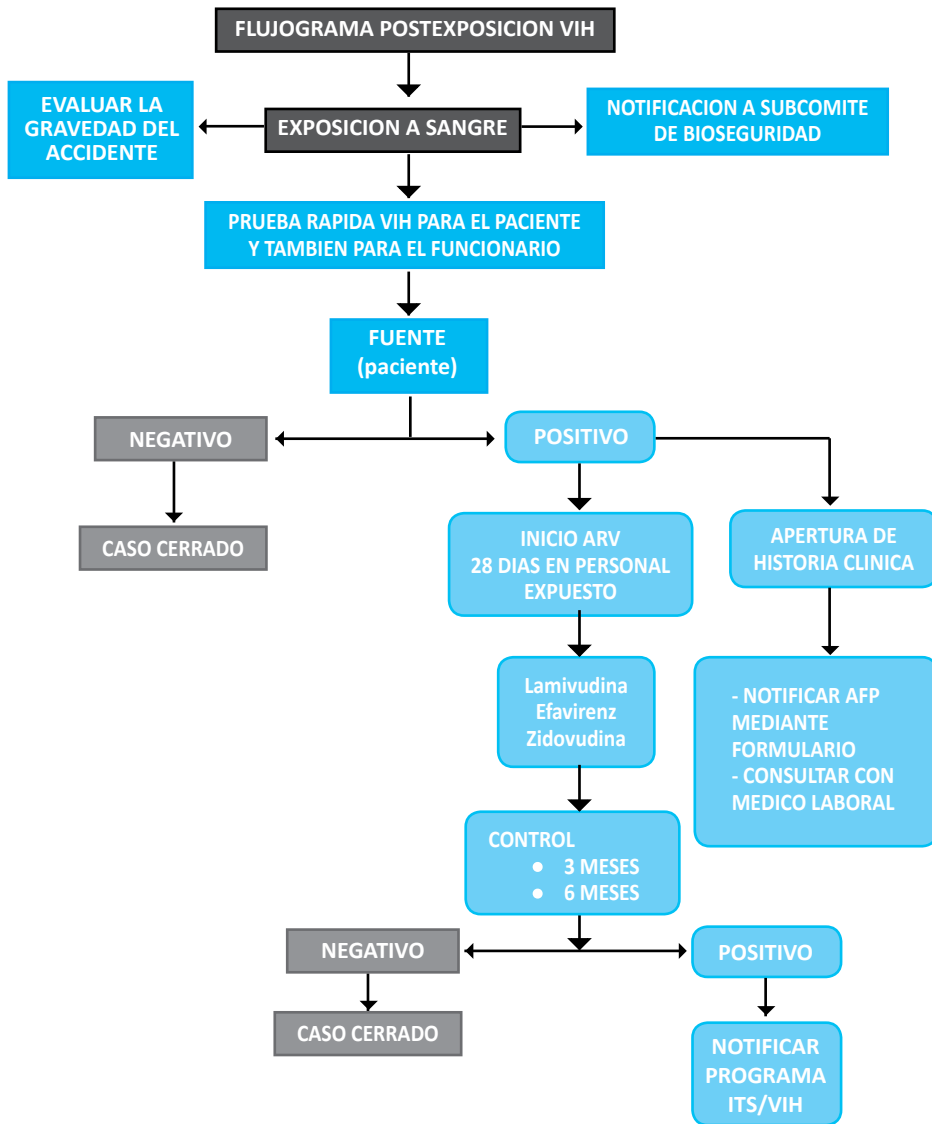 FLUJOGRAMA POSTEXPOSICION VIH
EVALUAR LA
GRAVEDAD DEL
ACCIDENTE
EXPOSICION A SANGRE
NOTIFICACION A SUBCOMITE
DE BIOSEGURIDAD
PRUEBA RAPIDA VIH PARA EL PACIENTE
Y TAMBIEN PARA EL FUNCIONARIO
FUENTE
(paciente)
NEGATIVO
POSITIVO
CASO CERRADO
INICIO ARV
28 DIAS EN PERSONAL
EXPUESTO
APERTURA DE
HISTORIA CLINICA
Lamivudina
Efavirenz
Zidovudina
- NOTIFICAR AFP
MEDIANTE
FORMULARIO
- CONSULTAR CON
MEDICO LABORAL
CONTROL
● 3 MESES
● 6 MESES
NEGATIVO
POSITIVO
CASO CERRADO
NOTIFICAR
PROGRAMA
ITS/VIH